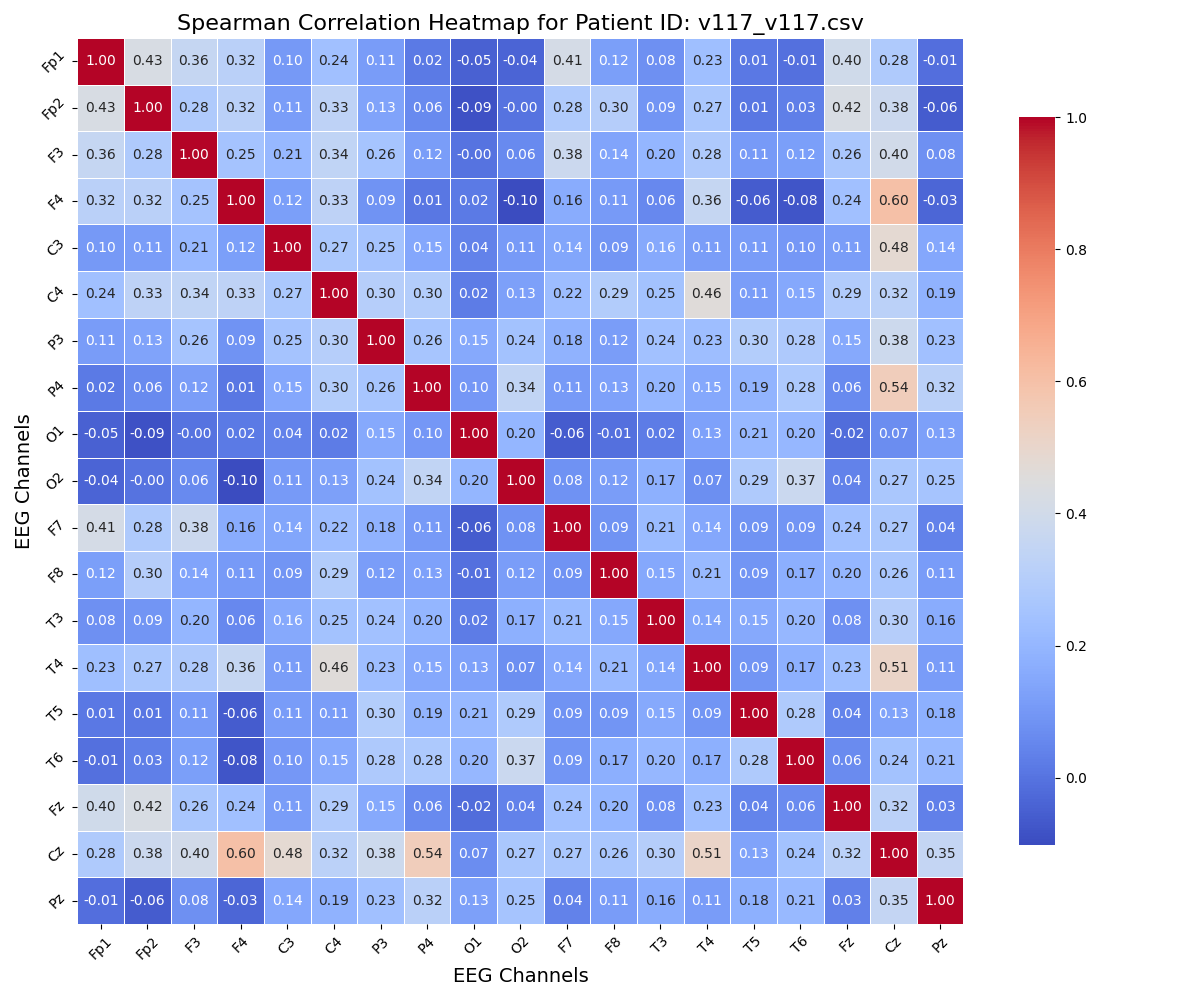 Spearman Correlation Heatmap for Patient ID: v117_v117.csv
Fp1 1.00 0.43 0.36 0.32 0.10 0.24 0.11 0.02 -0.05 -0.04 0.41 0.12 0.08 0.23 0.01 -0.01 0.40 0.28 -0.01
Fp2 0.43 1.00 0.28 0.32 0.11 0.33 0.13 0.06 -0.09 -0.00 0.28 0.30 0.09 0.27 0.01 0.03 0.42 0.38 -0.06
F3 0.36 0.28 1.00 0.25 0.21 0.34 0.26 0.12 -0.00 0.06 0.38 0.14 0.20 0.28 0.11 0.12 0.26 0.40 0.08
F4 0.32 0.32 0.25 1.00 0.12 0.33 0.09 0.01 0.02 -0.10 0.16 0.11 0.06 0.36 -0.06 -0.08 0.24 0.60 -0.03
C3 0.10 0.11 0.21 0.12 1.00 0.27 0.25 0.15 0.04 0.11 0.14 0.09 0.16 0.11 0.11 0.10 0.11 0.48 0.14
C4 0.24 0.33 0.34 0.33 0.27 1.00 0.30 0.30 0.02 0.13 0.22 0.29 0.25 0.46 0.11 0.15 0.29 0.32 0.19
P3 0.11 0.13 0.26 0.09 0.25 0.30 1.00 0.26 0.15 0.24 0.18 0.12 0.24 0.23 0.30 0.28 0.15 0.38 0.23
P4 0.02 0.06 0.12 0.01 0.15 0.30 0.26 1.00 0.10 0.34 0.11 0.13 0.20 0.15 0.19 0.28 0.06 0.54 0.32
O1 -0.05 -0.09 -0.00 0.02 0.04 0.02 0.15 0.10 1.00 0.20 -0.06 -0.01 0.02 0.13 0.21 0.20 -0.02 0.07 0.13
O2 -0.04 -0.00 0.06 -0.10 0.11 0.13 0.24 0.34 0.20 1.00 0.08 0.12 0.17 0.07 0.29 0.37 0.04 0.27 0.25
F7 0.41 0.28 0.38 0.16 0.14 0.22 0.18 0.11 -0.06 0.08 1.00 0.09 0.21 0.14 0.09 0.09 0.24 0.27 0.04
F8 0.12 0.30 0.14 0.11 0.09 0.29 0.12 0.13 -0.01 0.12 0.09 1.00 0.15 0.21 0.09 0.17 0.20 0.26 0.11
T3 0.08 0.09 0.20 0.06 0.16 0.25 0.24 0.20 0.02 0.17 0.21 0.15 1.00 0.14 0.15 0.20 0.08 0.30 0.16
T4 0.23 0.27 0.28 0.36 0.11 0.46 0.23 0.15 0.13 0.07 0.14 0.21 0.14 1.00 0.09 0.17 0.23 0.51 0.11
T5 0.01 0.01 0.11 -0.06 0.11 0.11 0.30 0.19 0.21 0.29 0.09 0.09 0.15 0.09 1.00 0.28 0.04 0.13 0.18
T6 -0.01 0.03 0.12 -0.08 0.10 0.15 0.28 0.28 0.20 0.37 0.09 0.17 0.20 0.17 0.28 1.00 0.06 0.24 0.21
Fz 0.40 0.42 0.26 0.24 0.11 0.29 0.15 0.06 -0.02 0.04 0.24 0.20 0.08 0.23 0.04 0.06 1.00 0.32 0.03
Cz 0.28 0.38 0.40 0.60 0.48 0.32 0.38 0.54 0.07 0.27 0.27 0.26 0.30 0.51 0.13 0.24 0.32 1.00 0.35
Pz -0.01 -0.06 0.08 -0.03 0.14 0.19 0.23 0.32 0.13 0.25 0.04 0.11 0.16 0.11 0.18 0.21 0.03 0.35 1.00
Fp1 Fp2 F3 F4 C3 C4 P3 P4 O1 O2 F7 F8 T3 T4 T5 T6 Fz Cz Pz
EEG Channels
EEG Channels
1.0
0.8
0.6
0.4
0.2
0.0